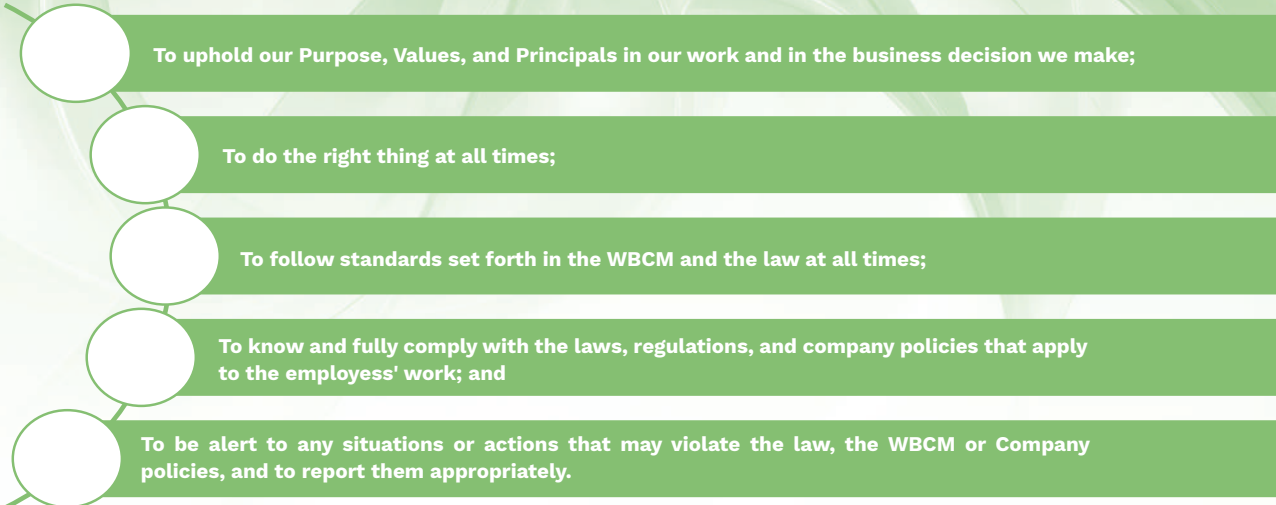 To uphold our Purpose, Values, and Principals in our work and in the business decision we make;
To do the right thing at all times;
To follow standards set forth in the WBCM and the law at all times;
To know and fully comply with the laws, regulations, and company policies that apply
to the employess' work; and
To be alert to any situations or actions that may violate the law, the WBCM or Company
policies, and to report them appropriately.